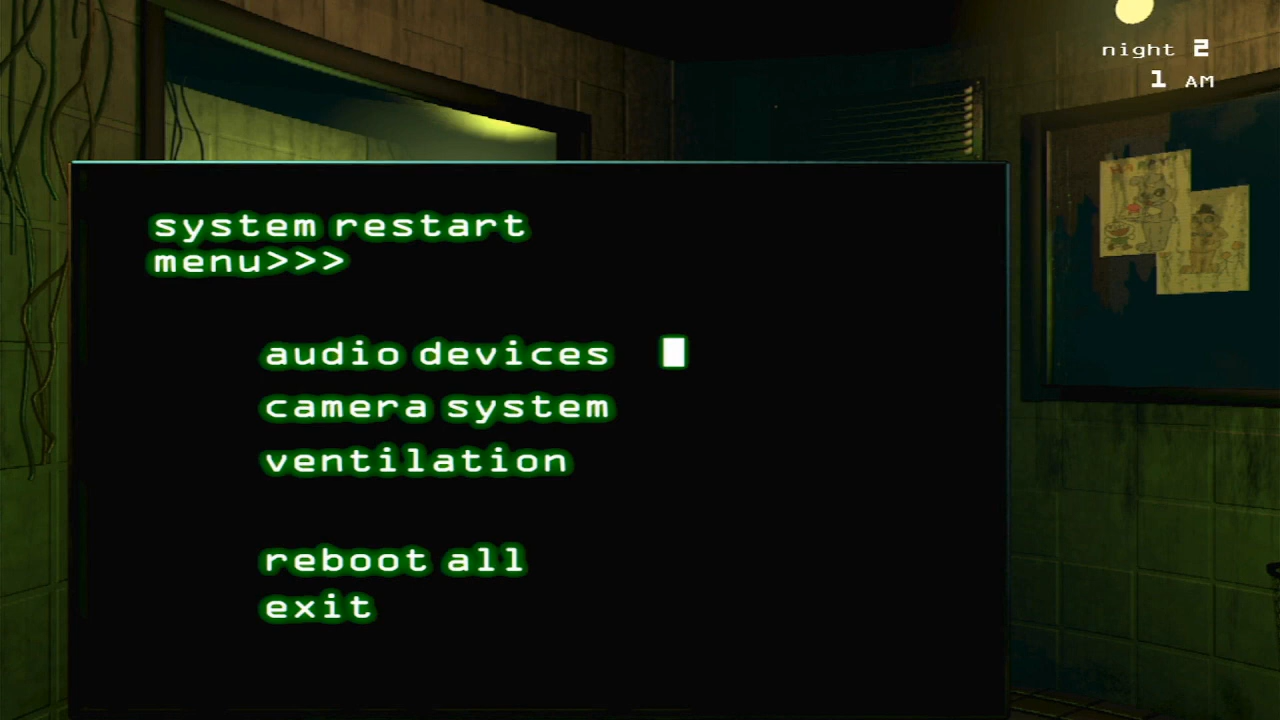 night 2
1 AM
system restart
menu>>>
audio devices
camera system
ventilation
reboot all
exit